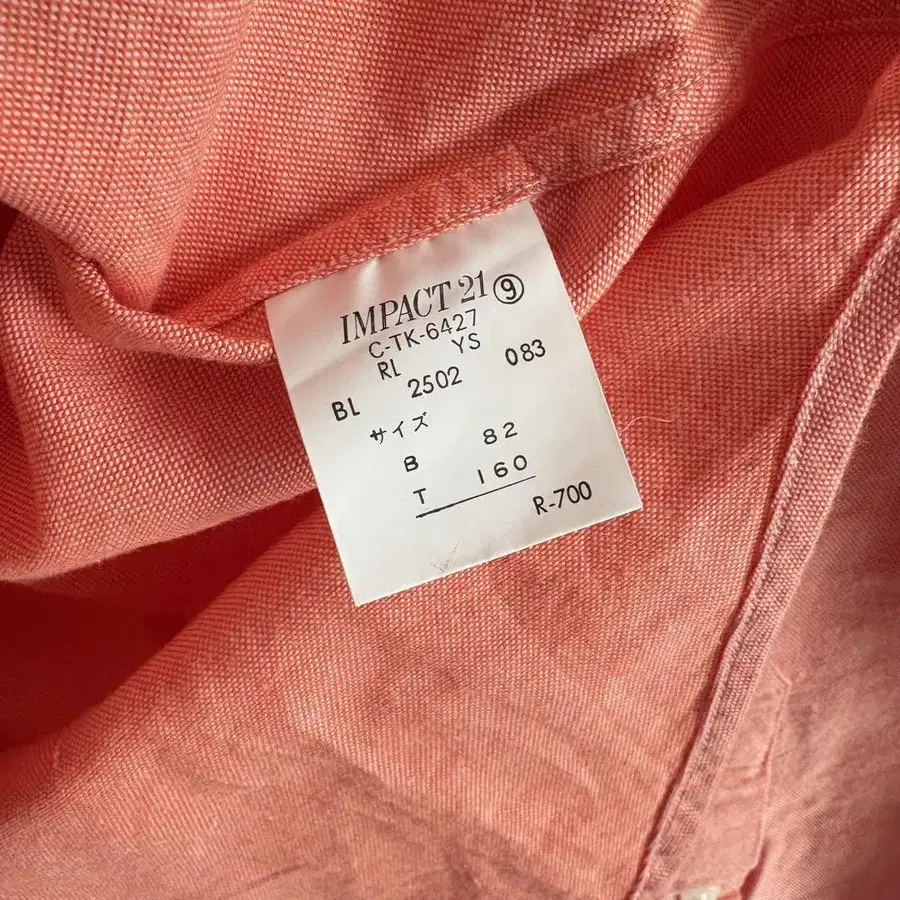 IMPACT 21 ⑨
C-TK-6427
RL YS
BL 2502 083
サイズ
B 82
T 160
R-700